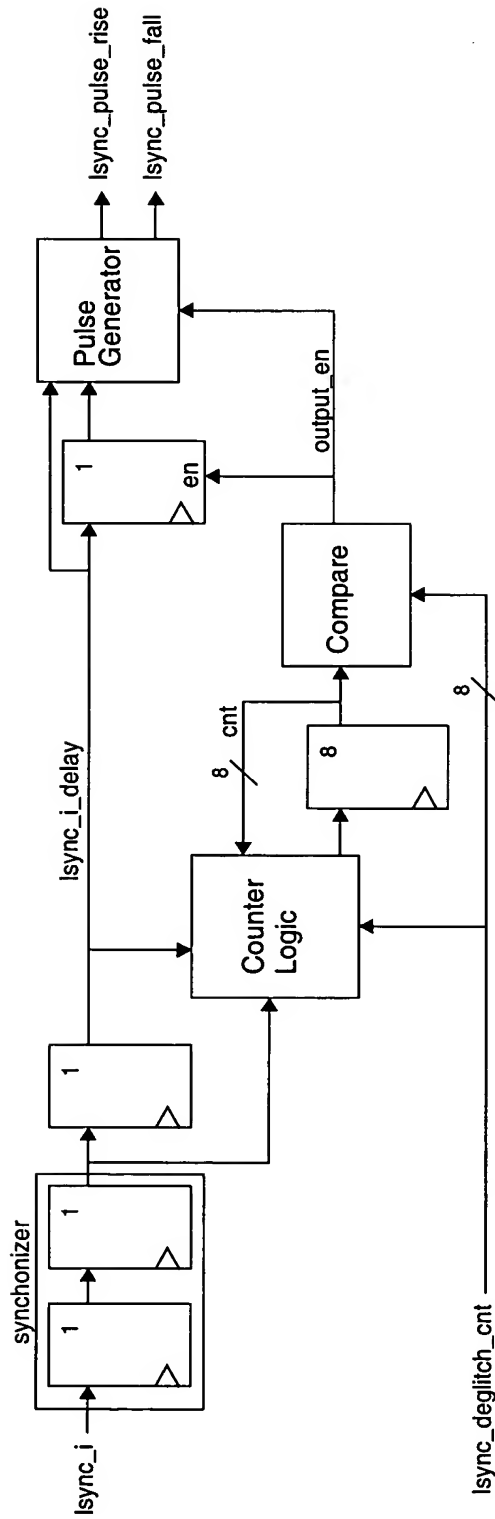 synchonizer
lsync_i
1
1
1
lsync_i_delay
1
en
Pulse
Generator
lsync_pulse_rise
lsync_pulse_fall
Counter
Logic
8
cnt
8
Compare
output_en
8
lsync_deglitch_cnt